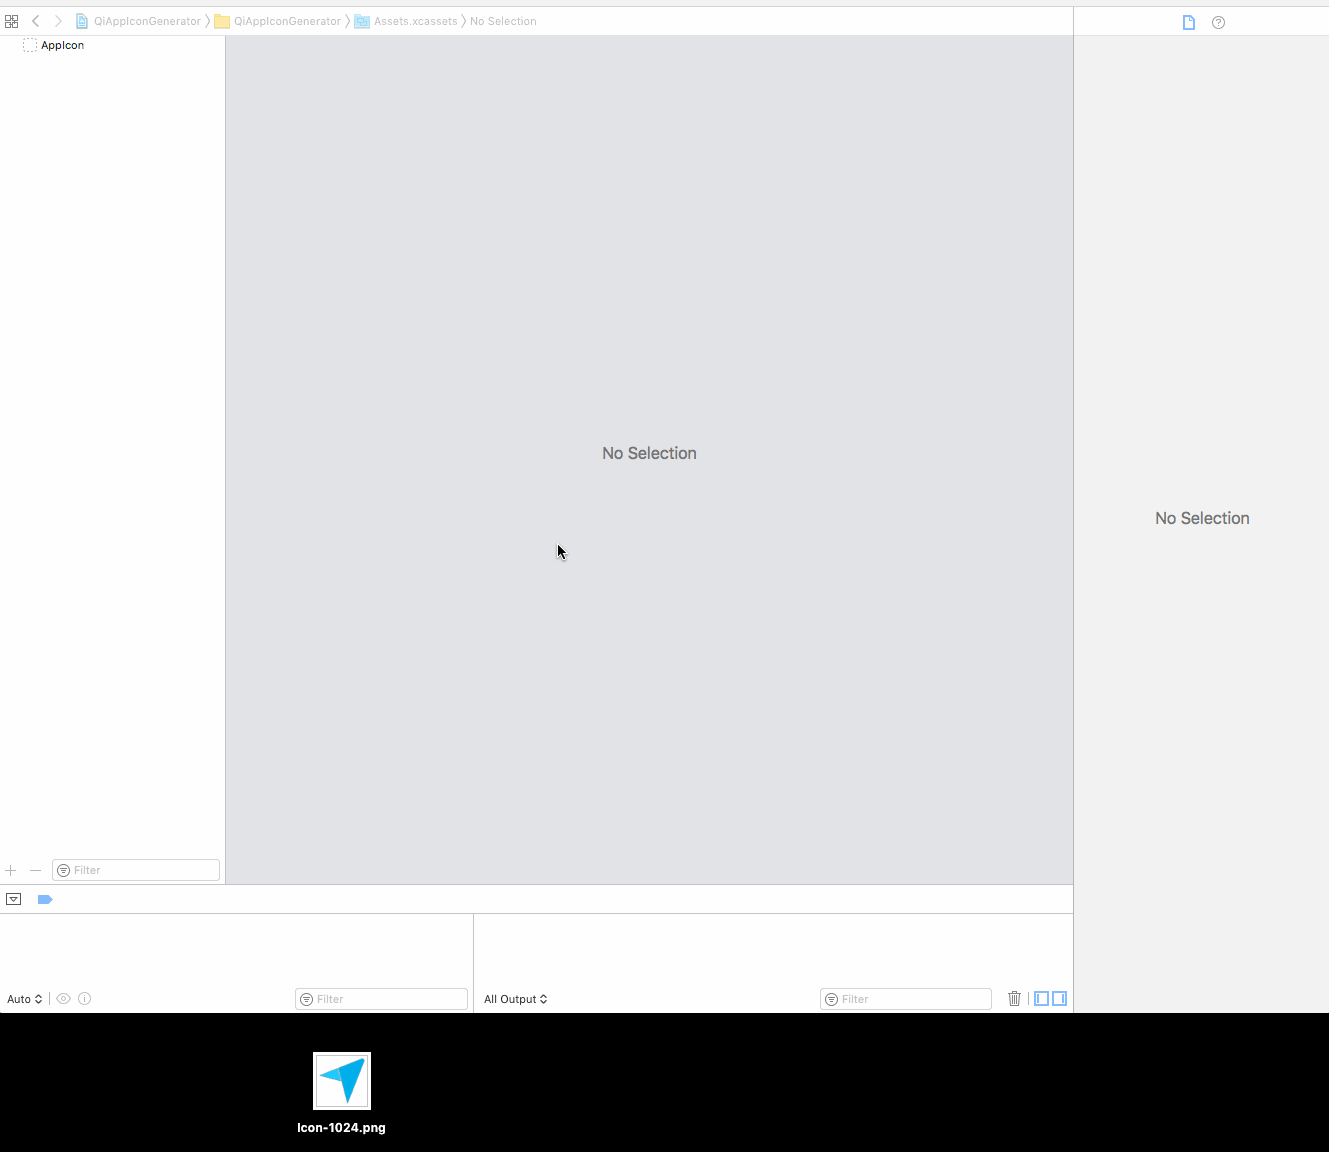 QiAppIconGenerator QiAppIconGenerator Assets.xcassets No Selection
AppIcon
No Selection
No Selection
Filter
Auto Filter All Output Filter
Icon-1024.png